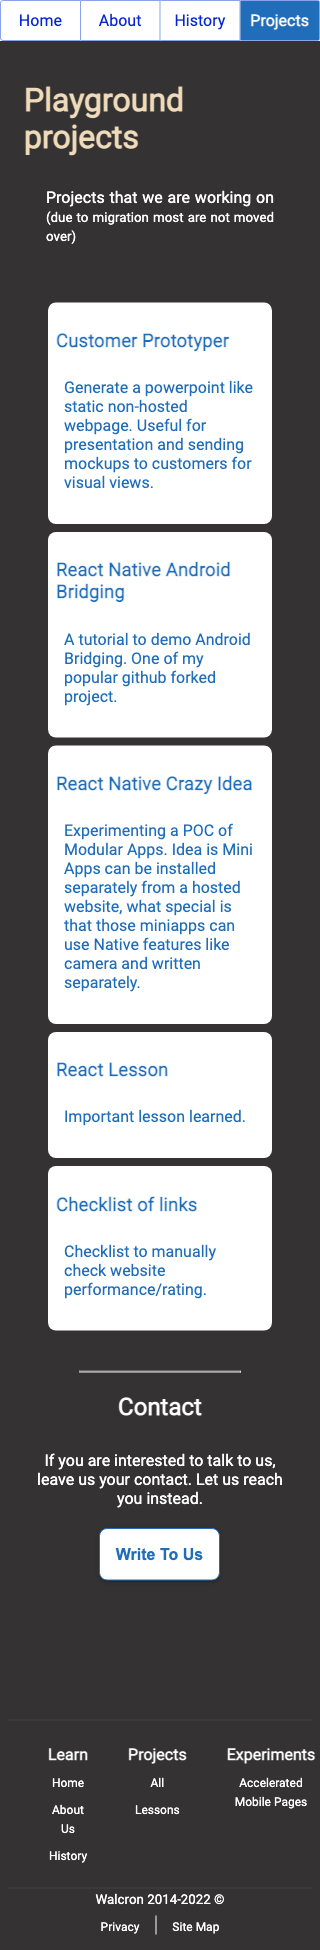 Home About History Projects
Playground
projects
Projects that we are working on
(due to migration most are not moved
over)
Customer Prototyper
Generate a powerpoint like
static non-hosted
webpage. Useful for
presentation and sending
mockups to customers for
visual views.
React Native Android
Bridging
A tutorial to demo Android
Bridging. One of my
popular github forked
project.
React Native Crazy Idea
Experimenting a POC of
Modular Apps. Idea is Mini
Apps can be installed
separately from a hosted
website, what special is
that those miniapps can
use Native features like
camera and written
separately.
React Lesson
Important lesson learned.
Checklist of links
Checklist to manually
check website
performance/rating.
Contact
If you are interested to talk to us,
leave us your contact. Let us reach
you instead.
Write To Us
Learn
Home
About
Us
History
Projects
All
Lessons
Experiments
Accelerated
Mobile Pages
Walcron 2014-2022 ©
Privacy Site Map